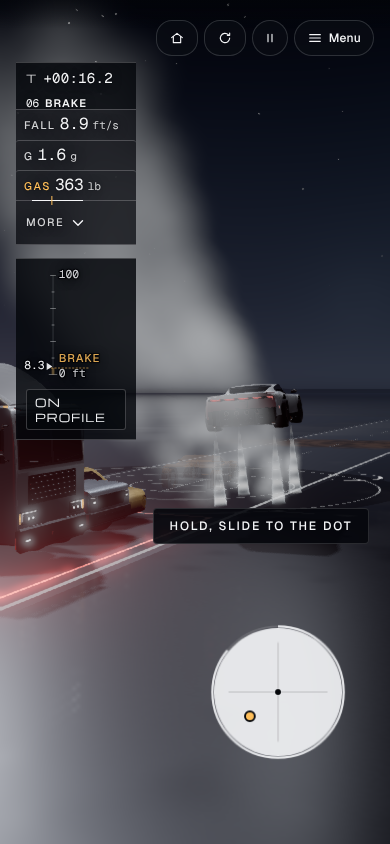 Menu
T +00:16.2
06 BRAKE
FALL 8.9 ft/s
G 1.6 g
GAS 363 lb
MORE
100
BRAKE
8.3
0 ft
ON
PROFILE
HOLD, SLIDE TO THE DOT